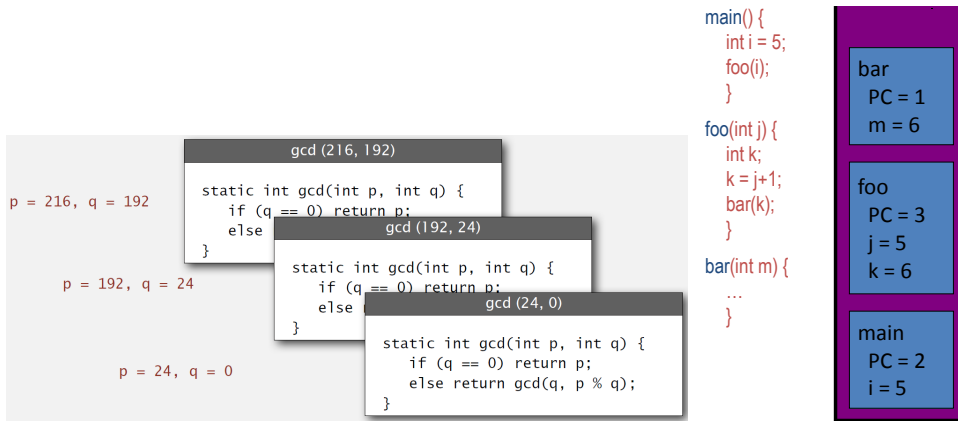 gcd (216, 192)
p = 216, q = 192
static int gcd(int p, int q) {
if (q == 0) return p;
else
}
gcd (192, 24)
p = 192, q = 24
static int gcd(int p, int q) {
if (q == 0) return p;
else
}
gcd (24, 0)
p = 24, q = 0
static int gcd(int p, int q) {
if (q == 0) return p;
else return gcd(q, p % q);
}
main() {
int i = 5;
foo(i);
}
foo(int j) {
int k;
k = j+1;
bar(k);
}
bar(int m) {
...
}
bar
PC = 1
m = 6
foo
PC = 3
j = 5
k = 6
main
PC = 2
i = 5